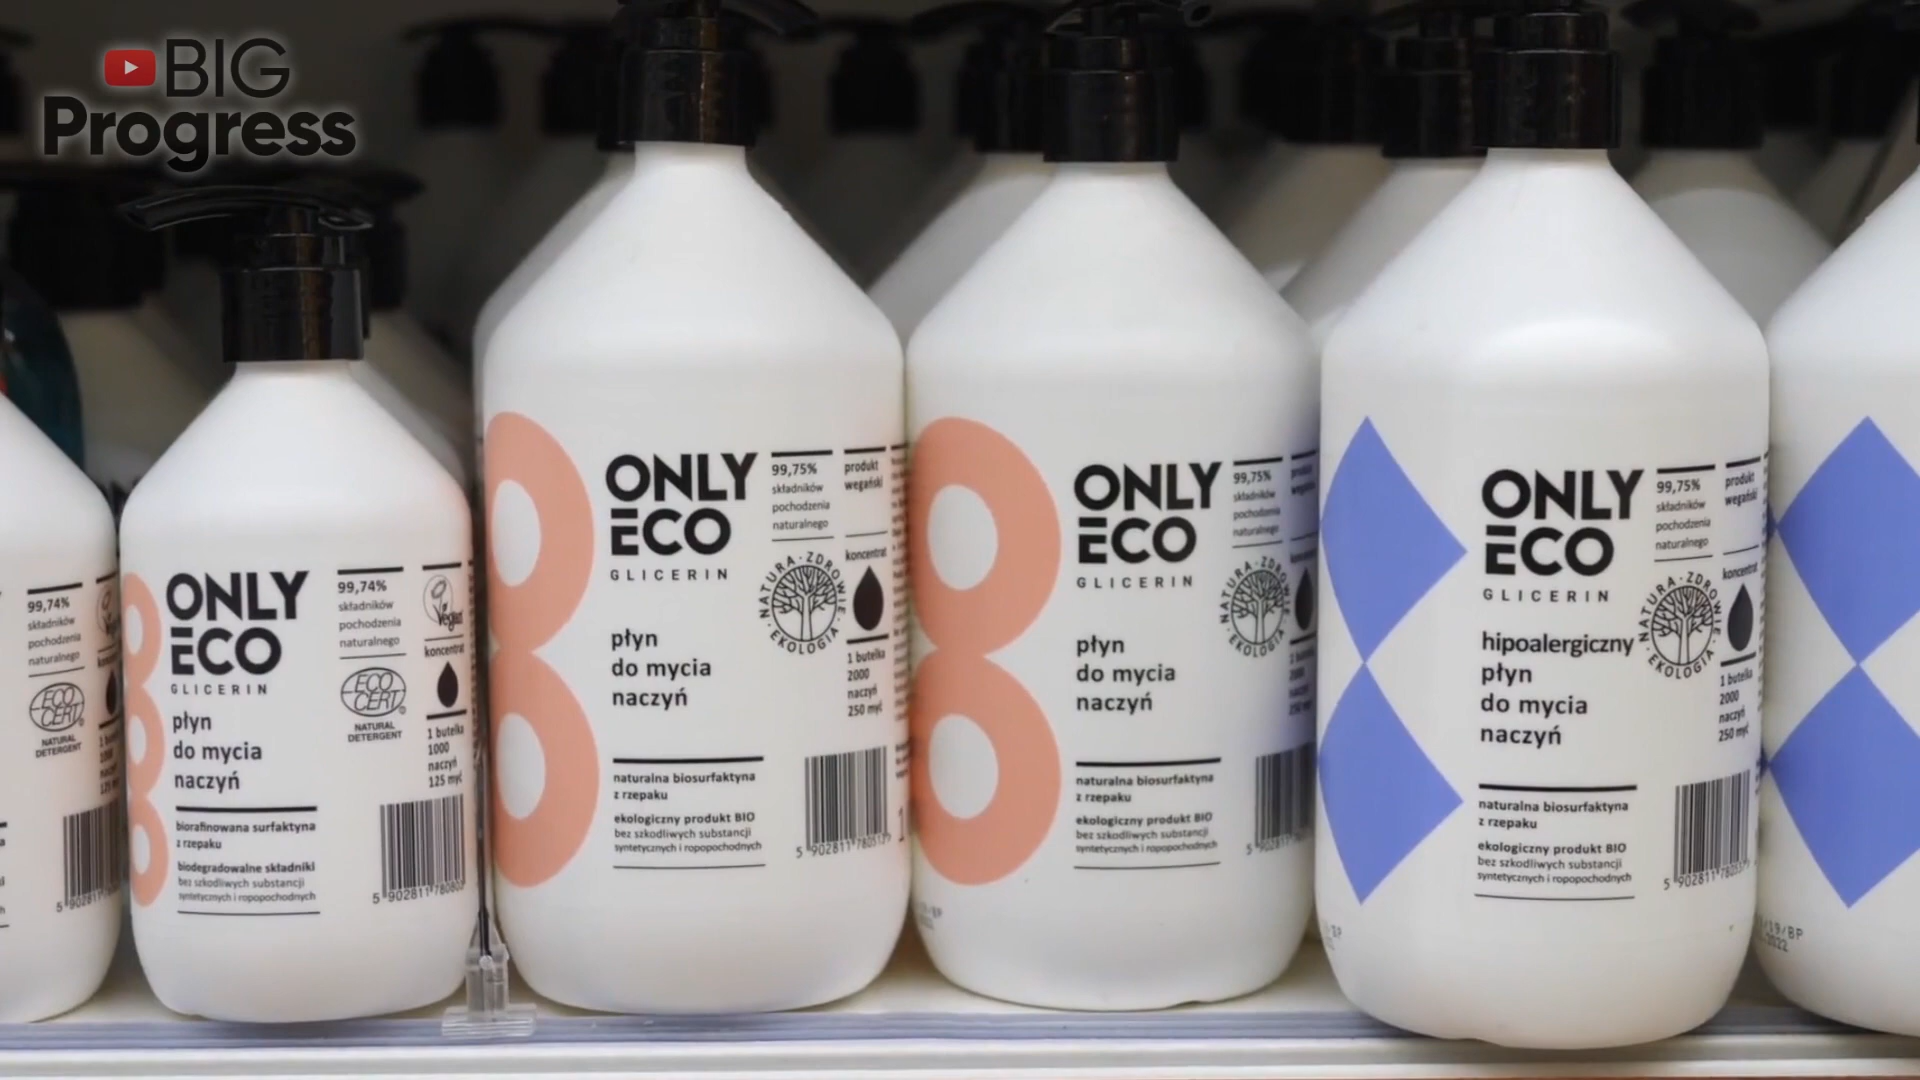 BIG
Progress
99,74%
składników
pochodzenia
naturalnego
ECO
CERT
NATURAL
DETERGENT
ONLY
ECO
GLICERIN
płyn
do mycia
naczyń
biorafinowana surfaktyna
z rzepaku
biodegradowalne składniki
bez szkodliwych substancji
syntetycznych i ropopochodnych
99,74%
składników
pochodzenia
naturalnego
ECO
CERT
NATURAL
DETERGENT
Vegan
koncentrat
1 butelka
1000
naczyń
125 myć
ONLY
ECO
GLICERIN
płyn
do mycia
naczyń
naturalna biosurfaktyna
z rzepaku
ekologiczny produkt BIO
bez szkodliwych substancji
syntetycznych i ropopochodnych
99,75%
składników
pochodzenia
naturalnego
NATURA · ZDROWIE · EKOLOGIA
produkt
wegański
koncentrat
1 butelka
2000
naczyń
250 myć
ONLY
ECO
GLICERIN
płyn
do mycia
naczyń
naturalna biosurfaktyna
z rzepaku
ekologiczny produkt BIO
bez szkodliwych substancji
syntetycznych i ropopochodnych
99,75%
składników
pochodzenia
naturalnego
NATURA · ZDROWIE · EKOLOGIA
ONLY
ECO
GLICERIN
hipoalergiczny
płyn
do mycia
naczyń
naturalna biosurfaktyna
z rzepaku
ekologiczny produkt BIO
bez szkodliwych substancji
syntetycznych i ropopochodnych
99,75%
składników
pochodzenia
naturalnego
NATURA · ZDROWIE · EKOLOGIA
produkt
wegański
koncentrat
1 butelka
2000
naczyń
250 myć